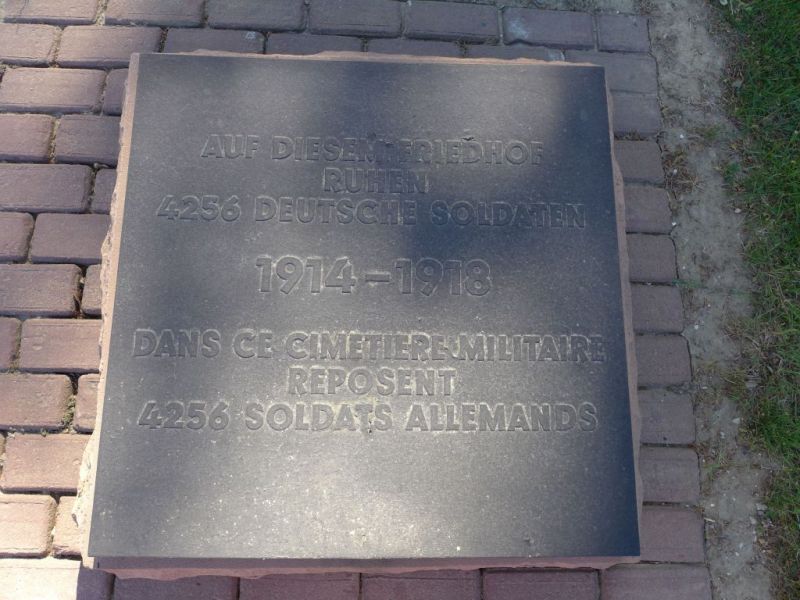 AUF DIESEM FRIEDHOF
RUHEN
4256 DEUTSCHE SOLDATEN
1914-1918
DANS CE CIMETIERE MILITAIRE
REPOSENT
4256 SOLDATS ALLEMANDS